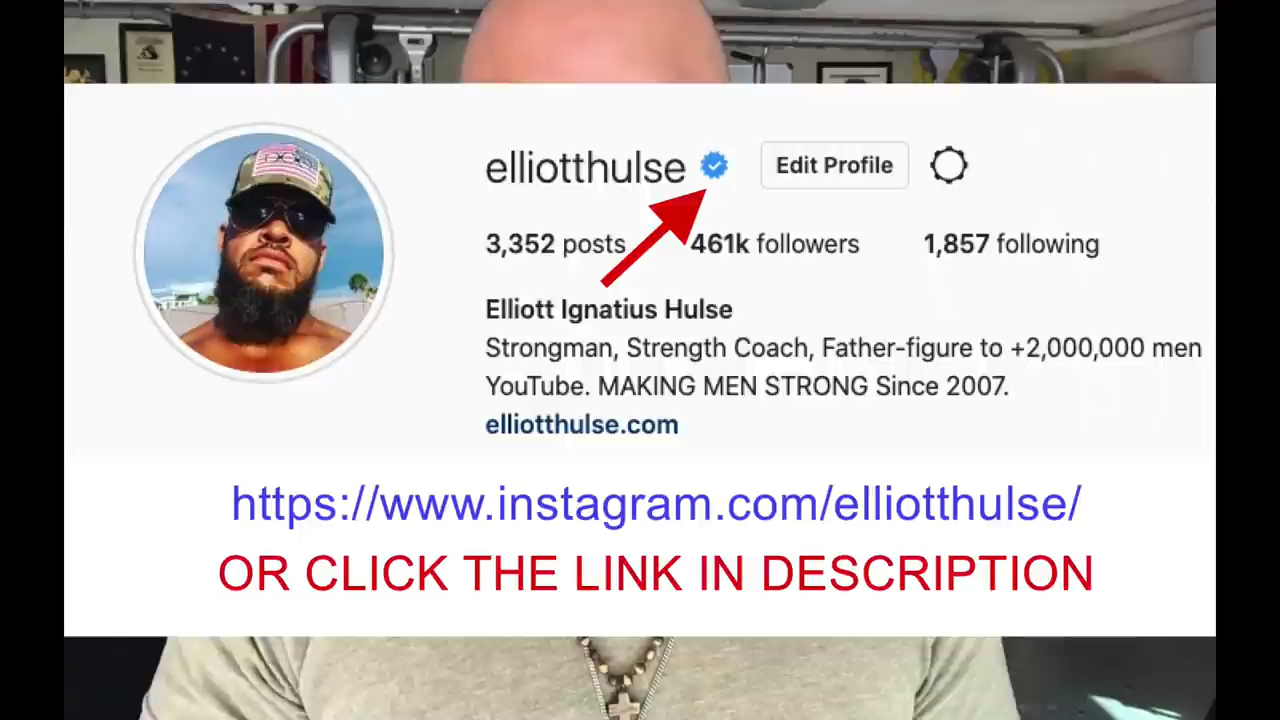 elliotthulse Edit Profile
3,352 posts 461k followers 1,857 following
Elliott Ignatius Hulse
Strongman, Strength Coach, Father-figure to +2,000,000 men
YouTube. MAKING MEN STRONG Since 2007.
elliotthulse.com
https://www.instagram.com/elliotthulse/
OR CLICK THE LINK IN DESCRIPTION